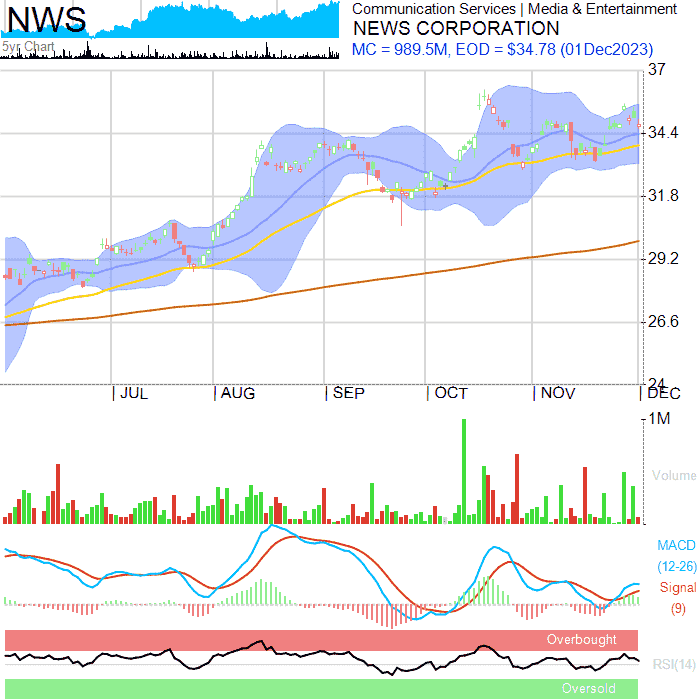 NWS
5yr Chart
Communication Services | Media & Entertainment
NEWS CORPORATION
MC = 989.5M, EOD = $34.78 (01Dec2023)
37
34.4
31.8
29.2
26.6
24
JUL AUG SEP OCT NOV DEC
1M
Volume
MACD
(12-26)
Signal
(9)
Overbought
RSI(14)
Oversold